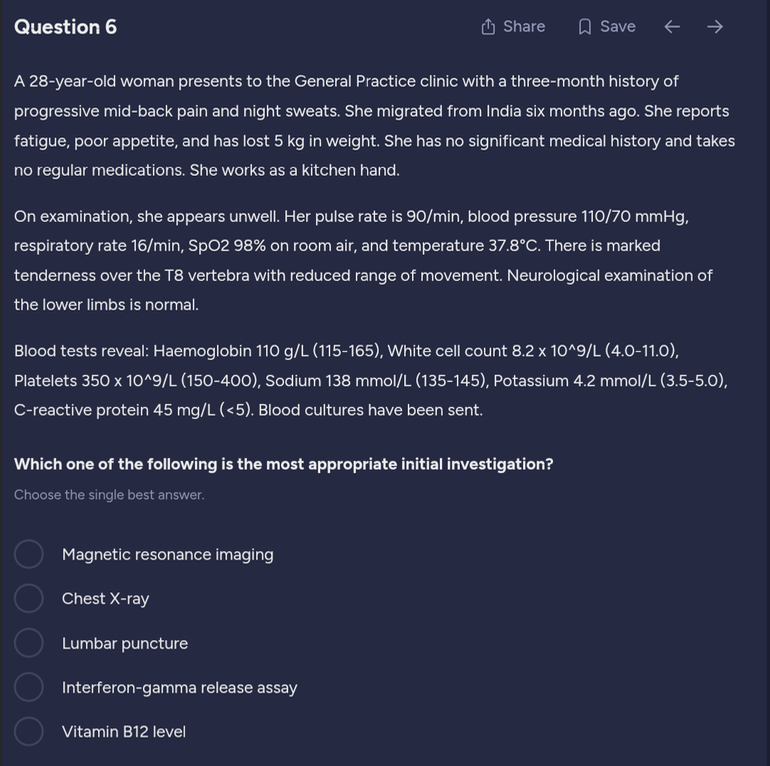 Question 6
Share
Save
A 28-year-old woman presents to the General Practice clinic with a three-month history of
progressive mid-back pain and night sweats. She migrated from India six months ago. She reports
fatigue, poor appetite, and has lost 5 kg in weight. She has no significant medical history and takes
no regular medications. She works as a kitchen hand.
On examination, she appears unwell. Her pulse rate is 90/min, blood pressure 110/70 mmHg,
respiratory rate 16/min, SpO2 98% on room air, and temperature 37.8°C. There is marked
tenderness over the T8 vertebra with reduced range of movement. Neurological examination of
the lower limbs is normal.
Blood tests reveal: Haemoglobin 110 g/L (115-165), White cell count 8.2 x 10^9/L (4.0-11.0),
Platelets 350 x 10^9/L (150-400), Sodium 138 mmol/L (135-145), Potassium 4.2 mmol/L (3.5-5.0),
C-reactive protein 45 mg/L (<5). Blood cultures have been sent.
Which one of the following is the most appropriate initial investigation?
Choose the single best answer.
Magnetic resonance imaging
Chest X-ray
Lumbar puncture
Interferon-gamma release assay
Vitamin B12 level